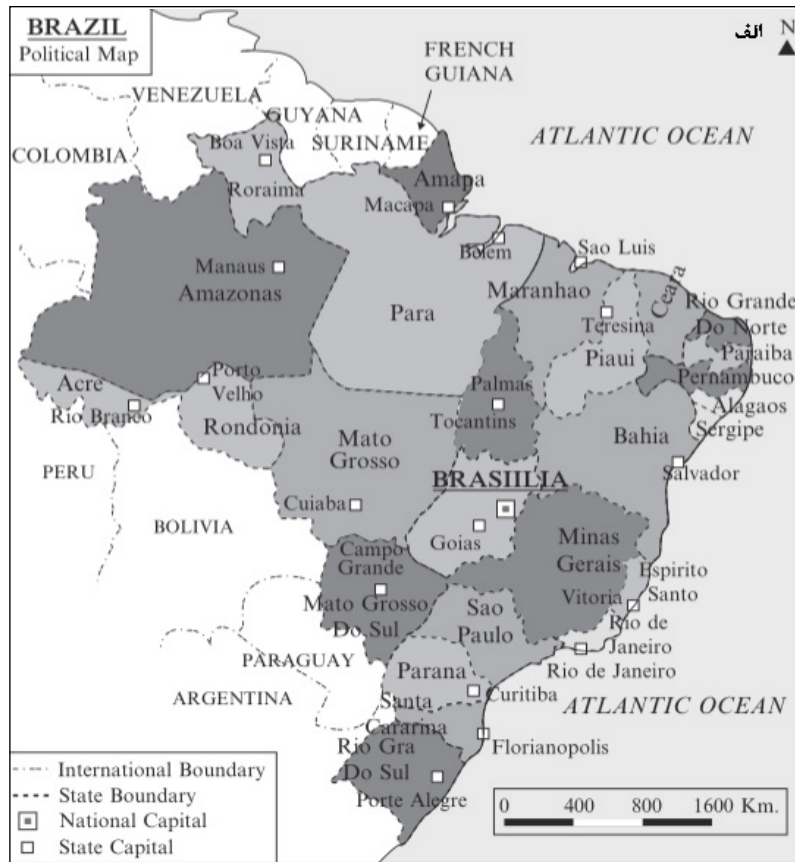 BRAZIL
Political Map
الف
N
FRENCH
GUIANA
VENEZUELA
GUYANA
SURINAME
COLOMBIA
ATLANTIC OCEAN
Boa Vista
Roraima
Amapa
Macapa
Bolem
Sao Luis
Manaus
Amazonas
Para
Maranhao
Ceara
Rio Grande
Do Norte
Teresina
Piaui
Paraiba
Pernambuco
Alagaos
Sergipe
Acre
Porto
Velho
Rio Branco
Rondonia
Palmas
Tocantins
Mato
Grosso
Bahia
Salvador
PERU
BRASIILIA
Cuiaba
BOLIVIA
Goias
Minas
Gerais
Campo
Grande
Espirito
Santo
Vitoria
Mato Grosso
Do Sul
Sao
Paulo
Rio de
Janeiro
Rio de Janeiro
PARAGUAY
Parana
ARGENTINA
Santa
Curitiba
ATLANTIC OCEAN
Cararina
Rio Gra
Do Sul
Florianopolis
Porte Alegre
International Boundary
State Boundary
National Capital
State Capital
0 400 800 1600 Km.